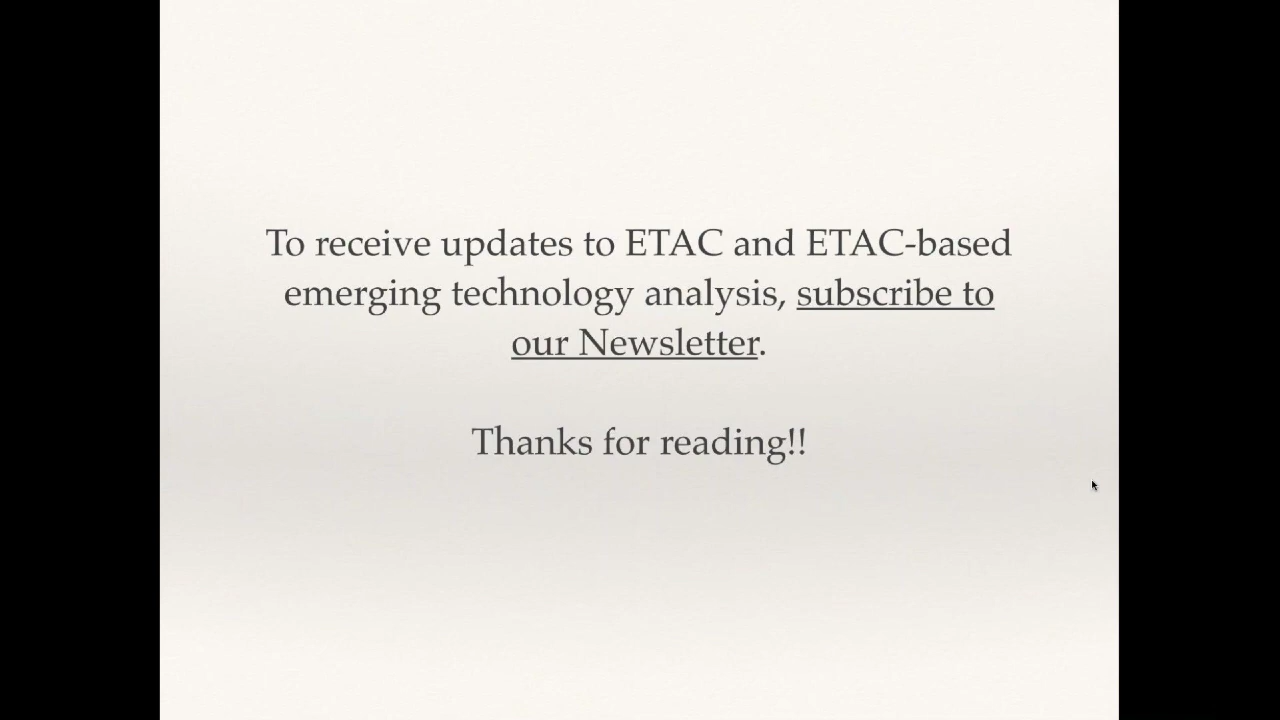 To receive updates to ETAC and ETAC-based
emerging technology analysis, subscribe to
our Newsletter.
Thanks for reading!!